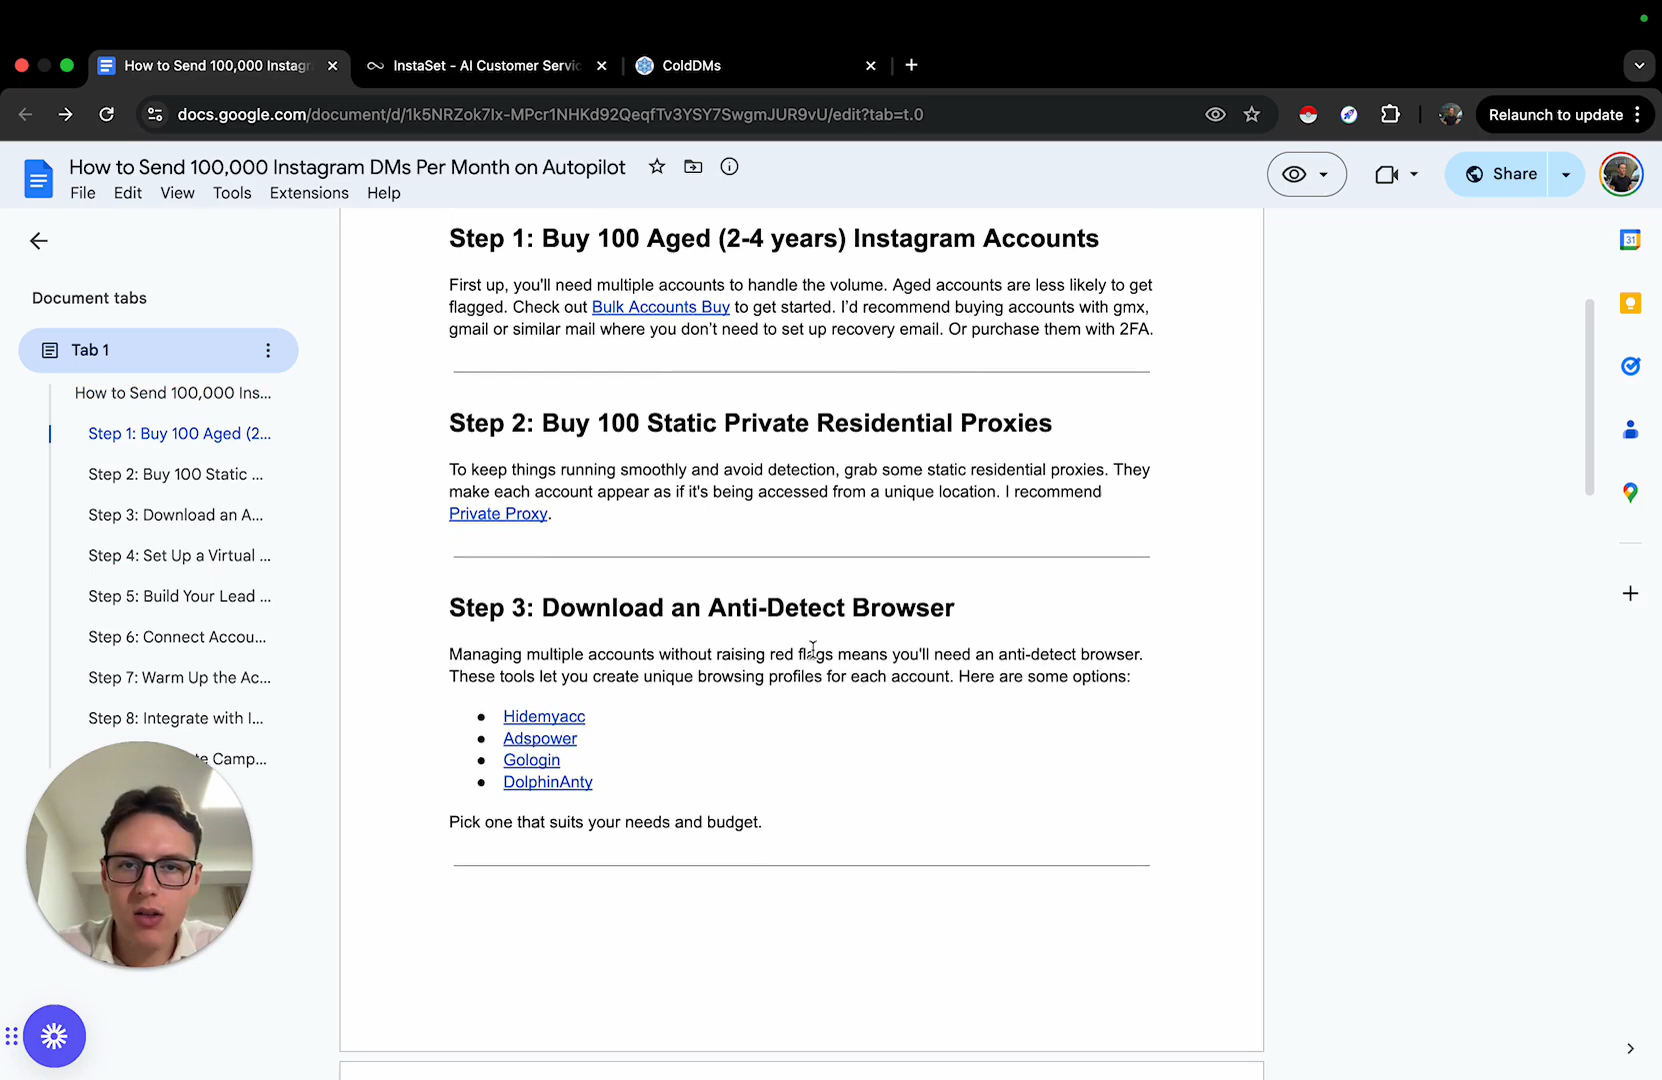 How to Send 100,000 Instagr
InstaSet - AI Customer Servic
ColdDMs
docs.google.com/document/d/1k5NRZok7Ix-MPcr1NHKd92QeqfTv3YSY7SwgmJUR9vU/edit?tab=t.0
Relaunch to update
How to Send 100,000 Instagram DMs Per Month on Autopilot
File Edit View Tools Extensions Help
Share
Document tabs
Tab 1
How to Send 100,000 Ins...
Step 1: Buy 100 Aged (2...
Step 2: Buy 100 Static ...
Step 3: Download an A...
Step 4: Set Up a Virtual ...
Step 5: Build Your Lead ...
Step 6: Connect Accou...
Step 7: Warm Up the Ac...
Step 8: Integrate with I...
te Camp...
Step 1: Buy 100 Aged (2-4 years) Instagram Accounts
First up, you'll need multiple accounts to handle the volume. Aged accounts are less likely to get
flagged. Check out Bulk Accounts Buy to get started. I'd recommend buying accounts with gmx,
gmail or similar mail where you don't need to set up recovery email. Or purchase them with 2FA.
Step 2: Buy 100 Static Private Residential Proxies
To keep things running smoothly and avoid detection, grab some static residential proxies. They
make each account appear as if it's being accessed from a unique location. I recommend
Private Proxy.
Step 3: Download an Anti-Detect Browser
Managing multiple accounts without raising red flags means you'll need an anti-detect browser.
These tools let you create unique browsing profiles for each account. Here are some options:
● Hidemyacc
● Adspower
● Gologin
● DolphinAnty
Pick one that suits your needs and budget.
31